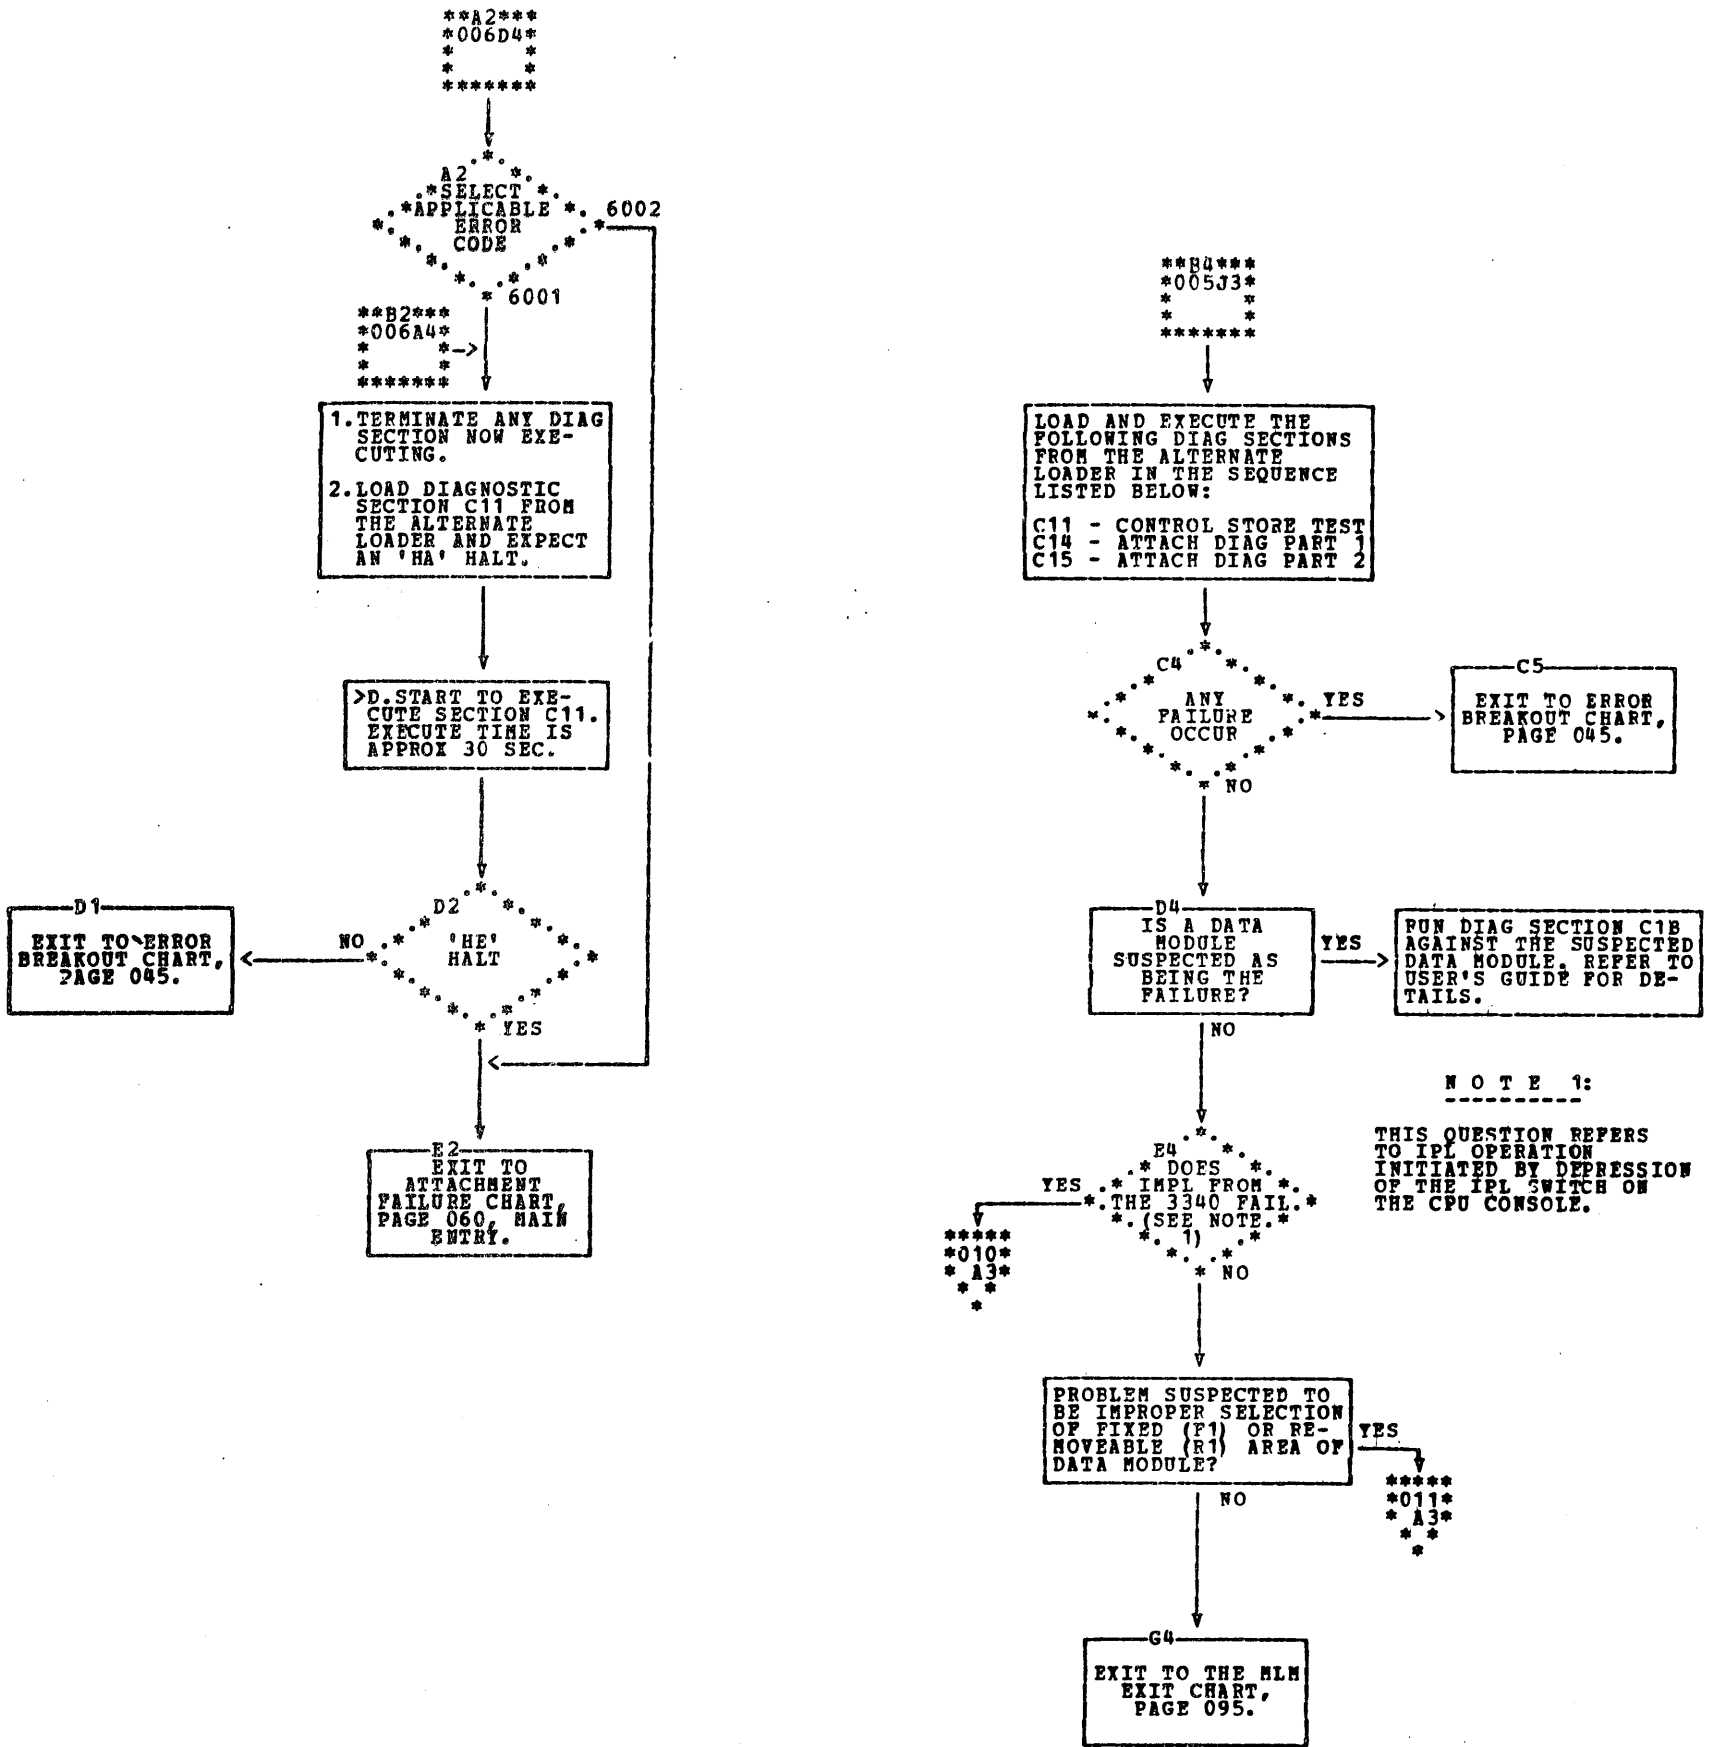 **A2***
*006D4*
* *
* *
*******
A2
SELECT
APPLICABLE
ERROR
CODE
6002
6001
**B2***
*006A4*
* *
* *
*******
1. TERMINATE ANY DIAG
SECTION NOW EXE-
CUTING.
2. LOAD DIAGNOSTIC
SECTION C11 FROM
THE ALTERNATE
LOADER AND EXPECT
AN 'HA' HALT.
>D.START TO EXE-
CUTE SECTION C11.
EXECUTE TIME IS
APPROX 30 SEC.
D2
'HE'
HALT
NO
YES
D1
EXIT TO ERROR
BREAKOUT CHART,
PAGE 045.
E2
EXIT TO
ATTACHMENT
FAILURE CHART,
PAGE 060, MAIN
ENTRY.
**B4***
*005J3*
* *
* *
*******
LOAD AND EXECUTE THE
FOLLOWING DIAG SECTIONS
FROM THE ALTERNATE
LOADER IN THE SEQUENCE
LISTED BELOW:
C11 - CONTROL STORE TEST
C14 - ATTACH DIAG PART 1
C15 - ATTACH DIAG PART 2
C4
ANY
FAILURE
OCCUR
YES
NO
C5
EXIT TO ERROR
BREAKOUT CHART,
PAGE 045.
D4
IS A DATA
MODULE
SUSPECTED AS
BEING THE
FAILURE?
YES
NO
RUN DIAG SECTION C1B
AGAINST THE SUSPECTED
DATA MODULE. REFER TO
USER'S GUIDE FOR DE-
TAILS.
N O T E 1:
THIS QUESTION REFERS
TO IPL OPERATION
INITIATED BY DEPRESSION
OF THE IPL SWITCH ON
THE CPU CONSOLE.
E4
DOES
IMPL FROM
THE 3340 FAIL.
(SEE NOTE.
1)
YES
NO
*****
*010*
* A3*
* *
*
PROBLEM SUSPECTED TO
BE IMPROPER SELECTION
OF FIXED (F1) OR RE-
MOVEABLE (R1) AREA OF
DATA MODULE?
YES
NO
*****
*011*
* A3*
* *
*
G4
EXIT TO THE MLM
EXIT CHART,
PAGE 095.